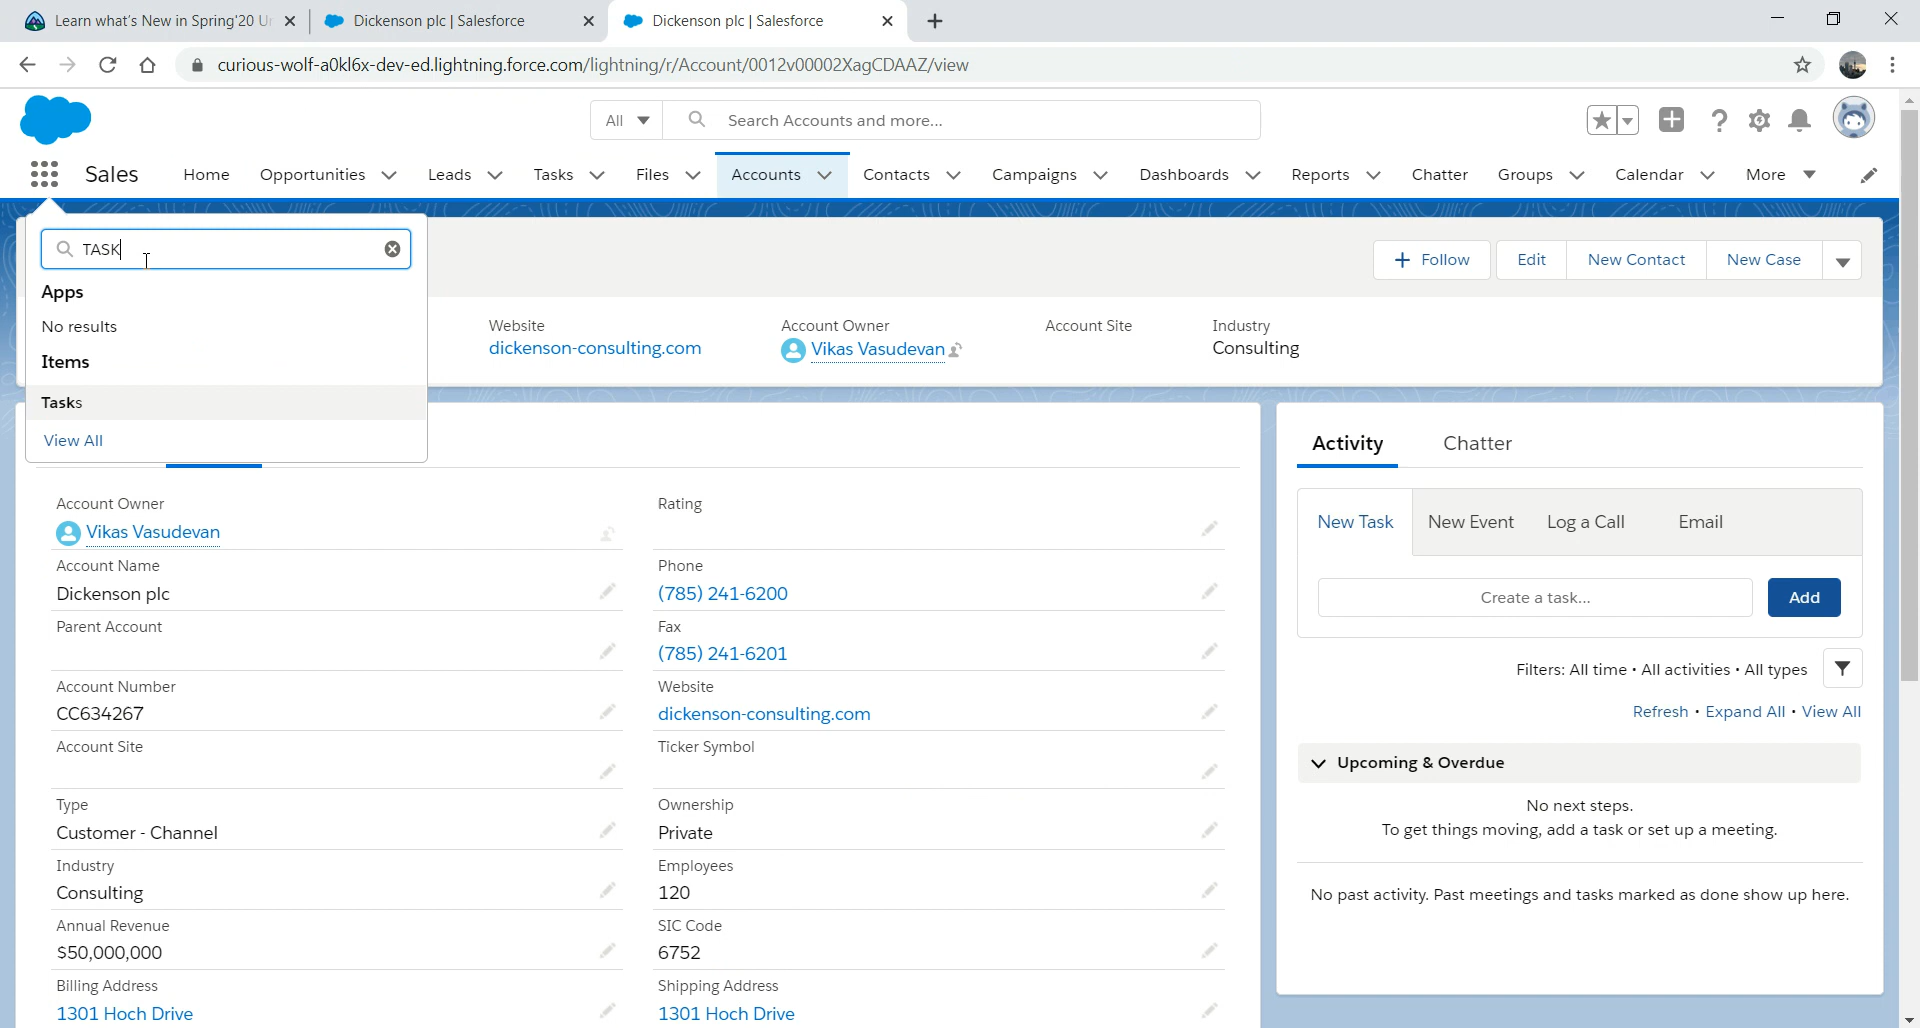 Learn what's New in Spring'20 Ur
Dickenson plc | Salesforce
Dickenson plc | Salesforce
curious-wolf-a0kl6x-dev-ed.lightning.force.com/lightning/r/Account/0012v00002XagCDAAZ/view
All
Search Accounts and more...
Sales
Home
Opportunities
Leads
Tasks
Files
Accounts
Contacts
Campaigns
Dashboards
Reports
Chatter
Groups
Calendar
More
TASK
Apps
No results
Items
Tasks
View All
Follow
Edit
New Contact
New Case
Website
dickenson-consulting.com
Account Owner
Vikas Vasudevan
Account Site
Industry
Consulting
Account Owner
Vikas Vasudevan
Account Name
Dickenson plc
Parent Account
Account Number
CC634267
Account Site
Type
Customer - Channel
Industry
Consulting
Annual Revenue
$50,000,000
Billing Address
1301 Hoch Drive
Rating
Phone
(785) 241-6200
Fax
(785) 241-6201
Website
dickenson-consulting.com
Ticker Symbol
Ownership
Private
Employees
120
SIC Code
6752
Shipping Address
1301 Hoch Drive
Activity
Chatter
New Task
New Event
Log a Call
Email
Create a task...
Add
Filters: All time • All activities • All types
Refresh • Expand All • View All
Upcoming & Overdue
No next steps.
To get things moving, add a task or set up a meeting.
No past activity. Past meetings and tasks marked as done show up here.